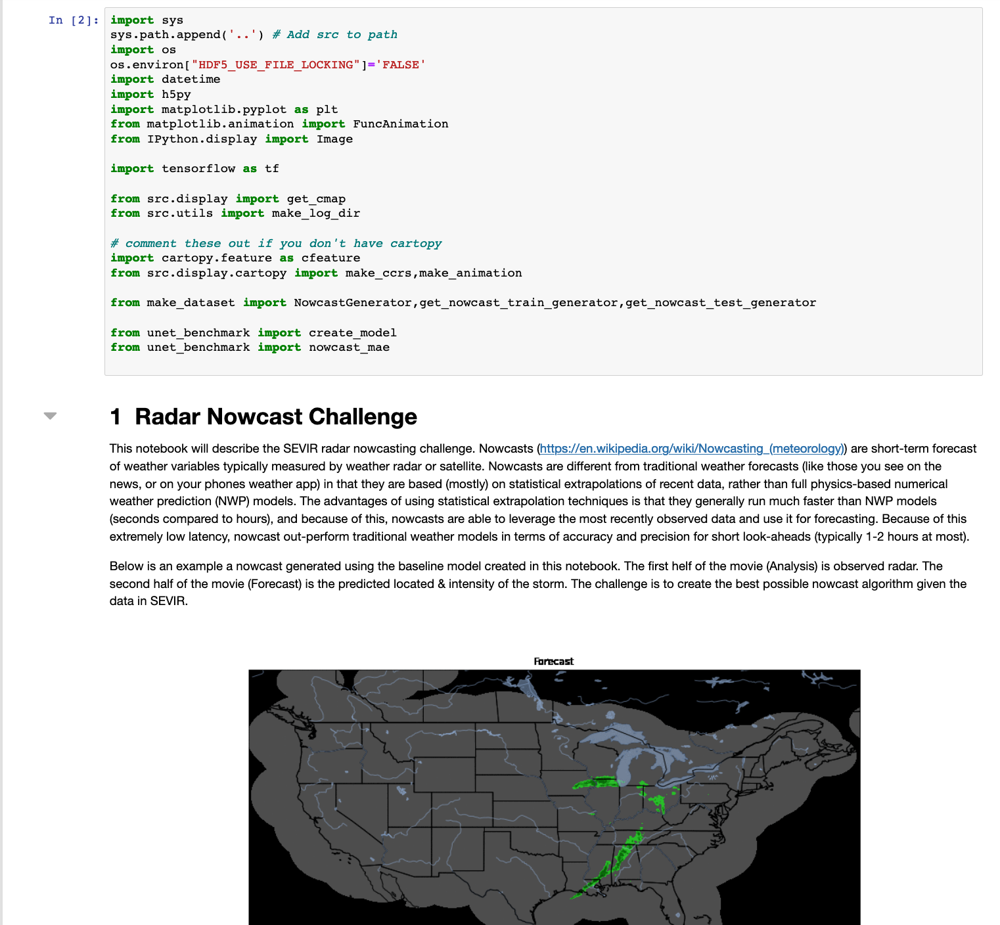 In [2]:
import sys
sys.path.append('..') # Add src to path
import os
os.environ["HDF5_USE_FILE_LOCKING"]='FALSE'
import datetime
import h5py
import matplotlib.pyplot as plt
from matplotlib.animation import FuncAnimation
from IPython.display import Image
import tensorflow as tf
from src.display import get_cmap
from src.utils import make_log_dir
# comment these out if you don't have cartopy
import cartopy.feature as cfeature
from src.display.cartopy import make_ccrs,make_animation
from make_dataset import NowcastGenerator,get_nowcast_train_generator,get_nowcast_test_generator
from unet_benchmark import create_model
from unet_benchmark import nowcast_mae
1 Radar Nowcast Challenge
This notebook will describe the SEVIR radar nowcasting challenge. Nowcasts (https://en.wikipedia.org/wiki/Nowcasting_(meteorology)) are short-term forecast
of weather variables typically measured by weather radar or satellite. Nowcasts are different from traditional weather forecasts (like those you see on the
news, or on your phones weather app) in that they are based (mostly) on statistical extrapolations of recent data, rather than full physics-based numerical
weather prediction (NWP) models. The advantages of using statistical extrapolation techniques is that they generally run much faster than NWP models
(seconds compared to hours), and because of this, nowcasts are able to leverage the most recently observed data and use it for forecasting. Because of this
extremely low latency, nowcast out-perform traditional weather models in terms of accuracy and precision for short look-aheads (typically 1-2 hours at most).
Below is an example a nowcast generated using the baseline model created in this notebook. The first helf of the movie (Analysis) is observed radar. The
second half of the movie (Forecast) is the predicted located & intensity of the storm. The challenge is to create the best possible nowcast algorithm given the
data in SEVIR.
Forecast